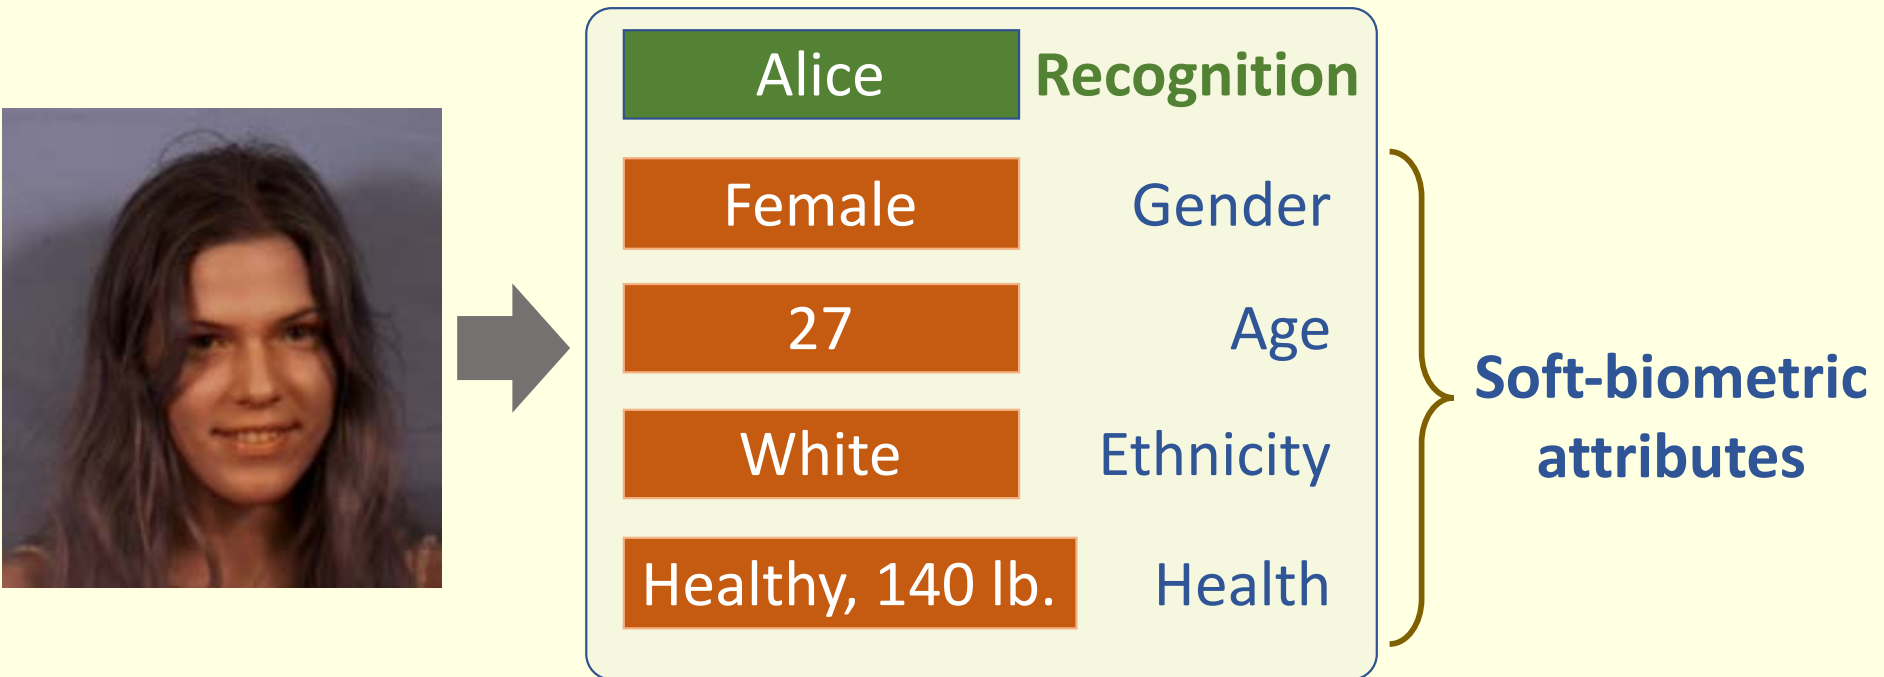 Alice Recognition
Female Gender
27 Age
White Ethnicity
Healthy, 140 lb. Health
Soft-biometric
attributes